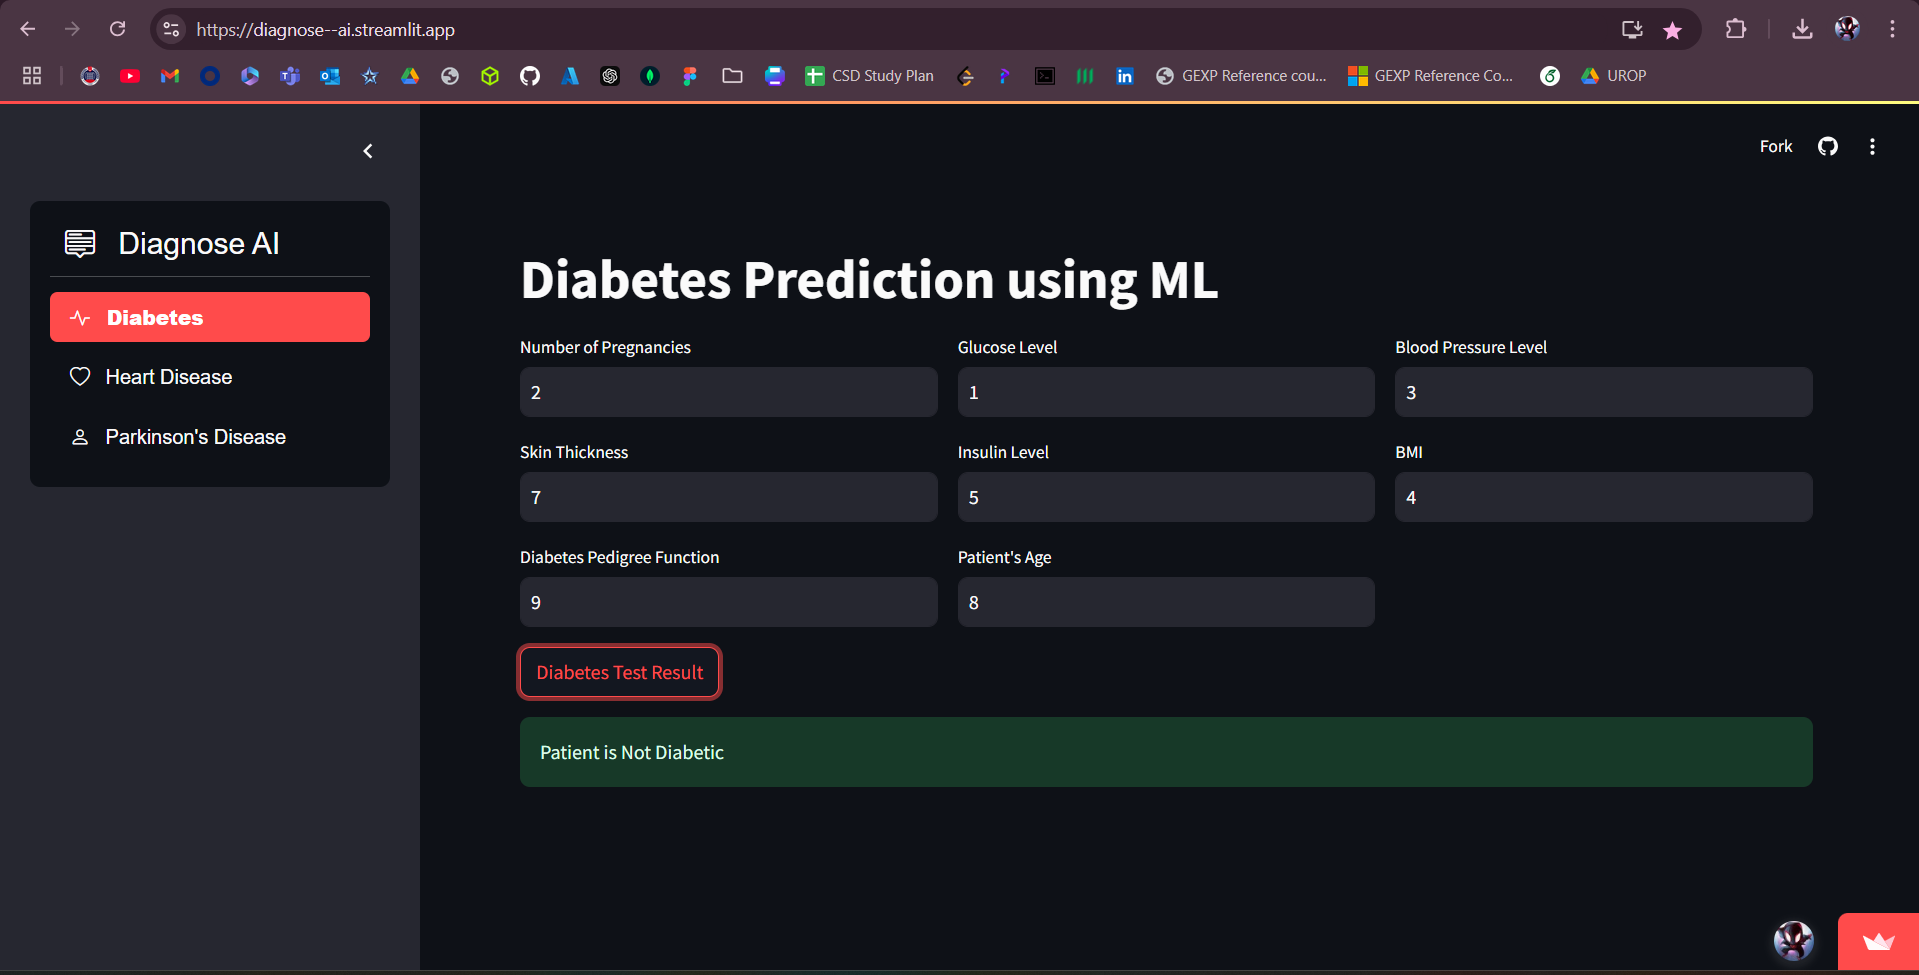 https://diagnose--ai.streamlit.app
CSD Study Plan
GEXP Reference cou...
GEXP Reference Co...
UROP
Fork
Diagnose AI
Diabetes
Heart Disease
Parkinson's Disease
Diabetes Prediction using ML
Number of Pregnancies
Glucose Level
Blood Pressure Level
2
1
3
Skin Thickness
Insulin Level
BMI
7
5
4
Diabetes Pedigree Function
Patient's Age
9
8
Diabetes Test Result
Patient is Not Diabetic